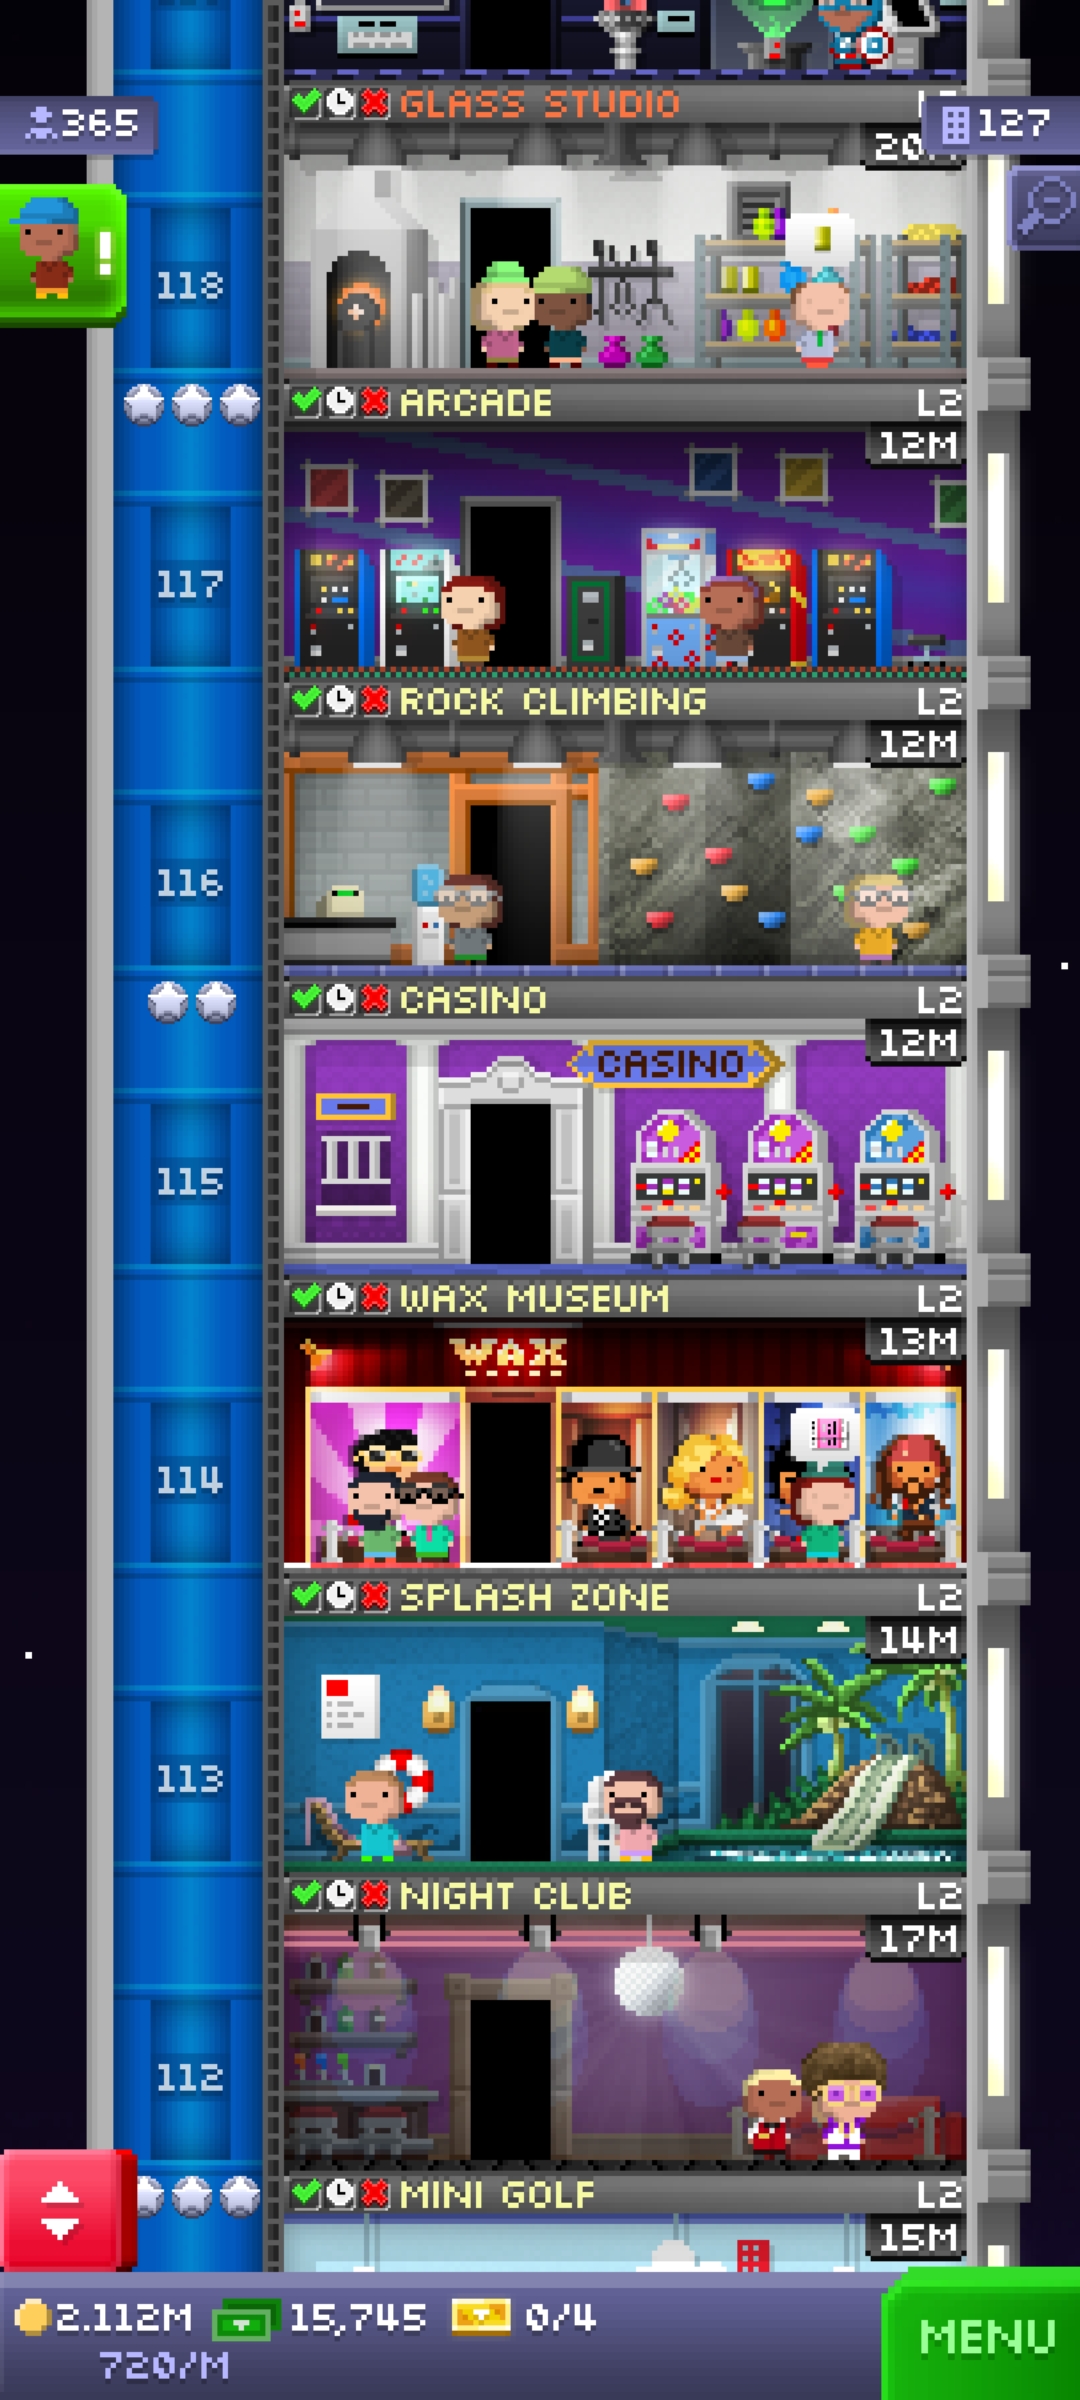 GLASS STUDIO
365
127
20
118
ARCADE L2
12M
117
ROCK CLIMBING L2
12M
116
CASINO L2
12M
CASINO
115
WAX MUSEUM L2
13M
WAX
114
SPLASH ZONE L2
14M
113
NIGHT CLUB L2
17M
112
MINI GOLF L2
15M
2.112M 15,745 0/4
720/M
MENU